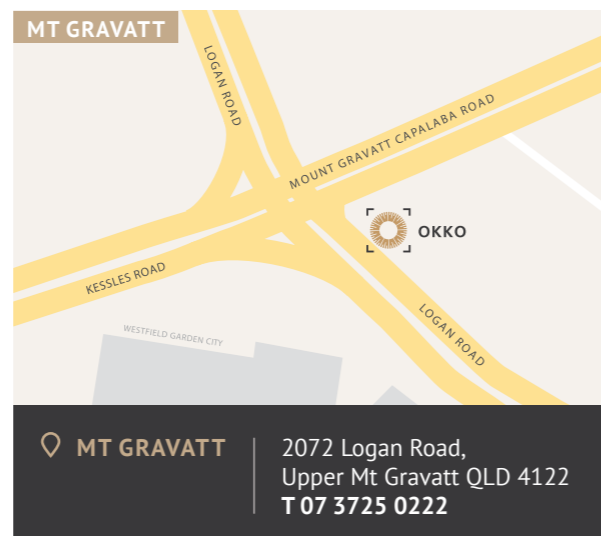 MT GRAVATT
LOGAN ROAD
MOUNT GRAVATT CAPALABA ROAD
OKKO
KESSLES ROAD
LOGAN ROAD
WESTFIELD GARDEN CITY
MT GRAVATT
2072 Logan Road,
Upper Mt Gravatt QLD 4122
T 07 3725 0222